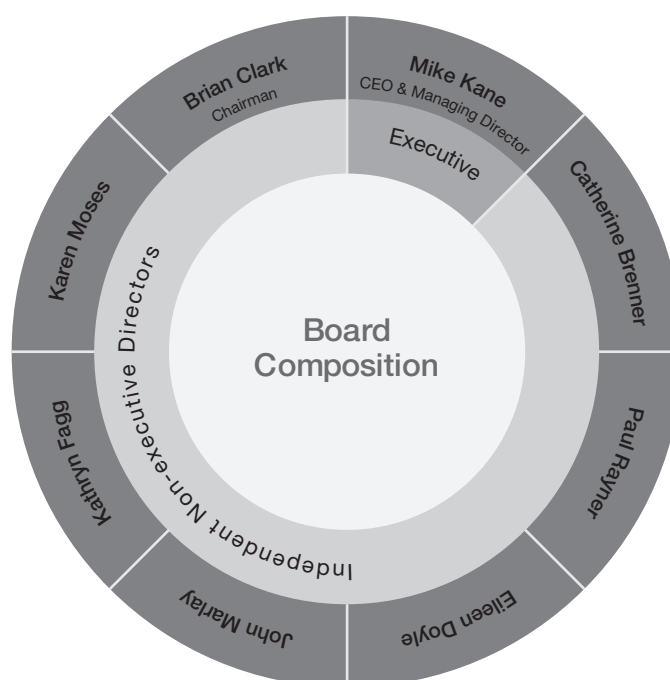 Brian Clark
Chairman
Mike Kane
CEO & Managing Director
Executive
Catherine Brenner
Paul Rayner
Eileen Doyle
John Marlay
Kathryn Fagg
Karen Moses
Independent Non-executive Directors
Board
Composition